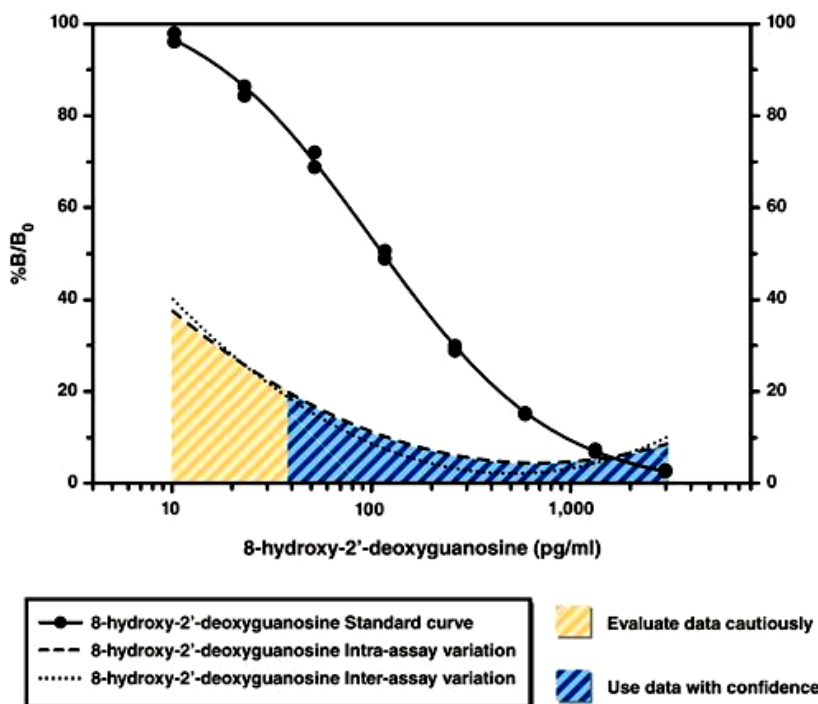 100 100
80 80
60 60
40 40
20 20
0 0
%B/B0
10 100 1,000
8-hydroxy-2'-deoxyguanosine (pg/ml)
8-hydroxy-2'-deoxyguanosine Standard curve
8-hydroxy-2'-deoxyguanosine Intra-assay variation
8-hydroxy-2'-deoxyguanosine Inter-assay variation
Evaluate data cautiously
Use data with confidence